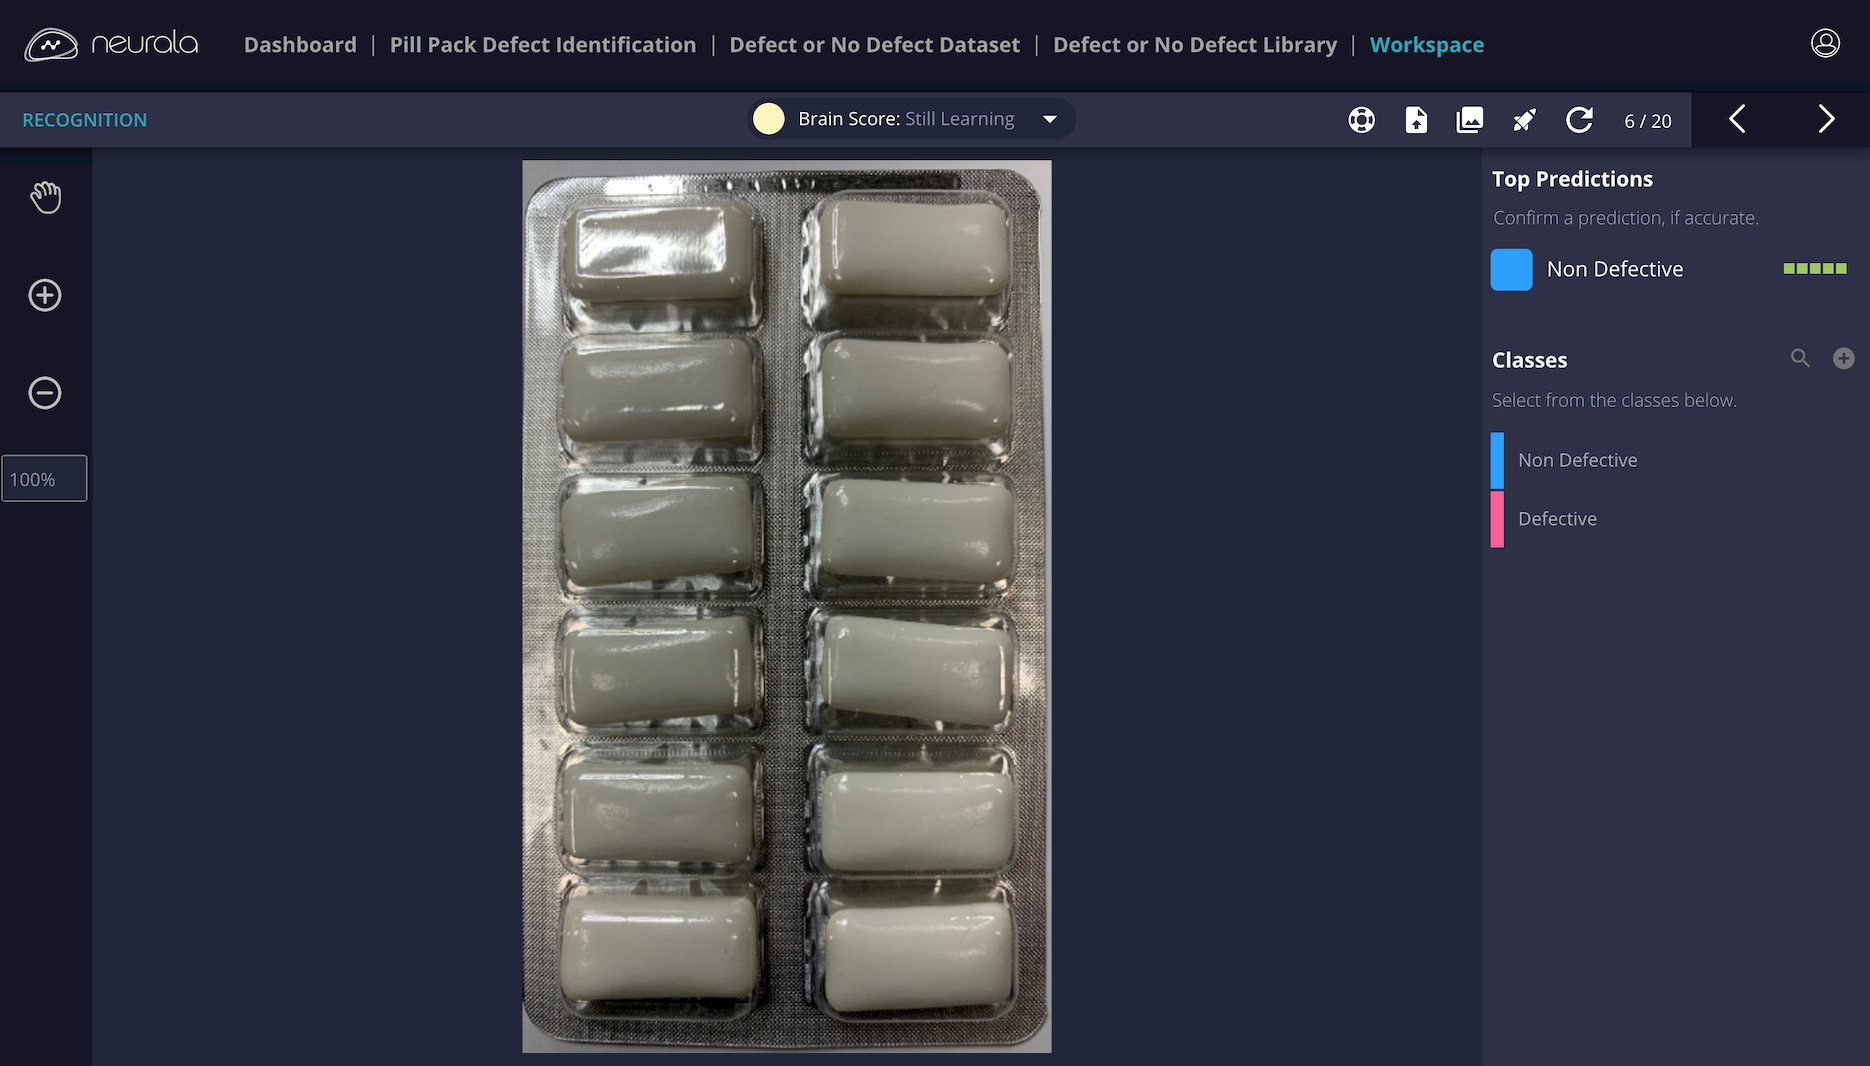 neurala Dashboard | Pill Pack Defect Identification | Defect or No Defect Dataset | Defect or No Defect Library | Workspace
RECOGNITION Brain Score: Still Learning 6 / 20
Top Predictions
Confirm a prediction, if accurate.
Non Defective
Classes
Select from the classes below.
Non Defective
100%
Defective